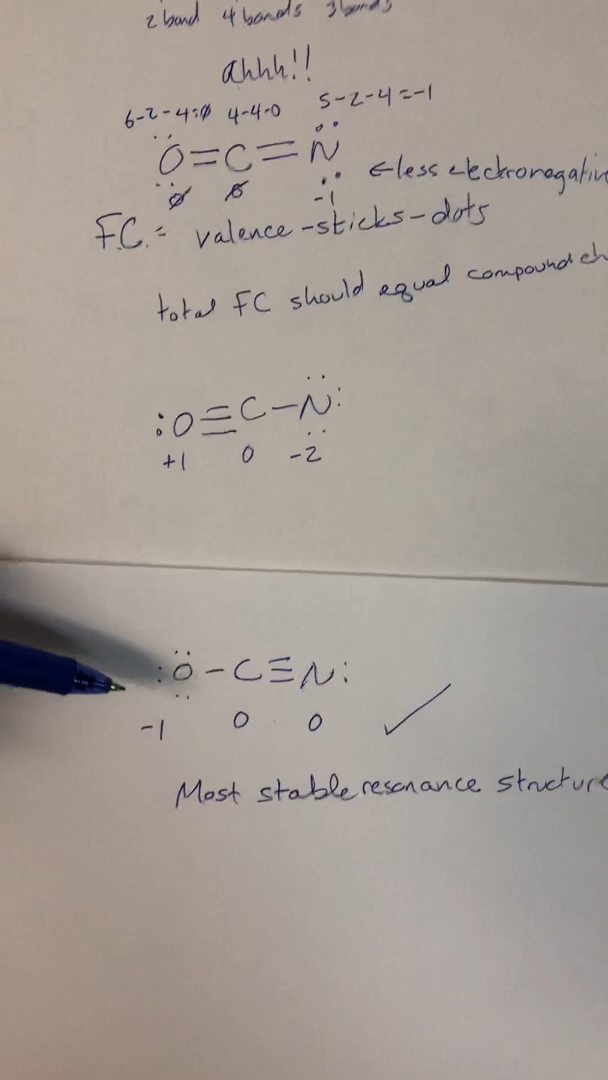 2 bond 4 bonds 3 bonds
ahhh!!
6-2-4=0 4-4-0 5-2-4=-1
O=C=N
←less electronegative
0 0 -1
F.C.= valence-sticks-dots
total FC should equal compound ch
:O≡C-N:
+1 0 -2
:O-C≡N:
-1 0 0 ✓
Most stable resonance structure